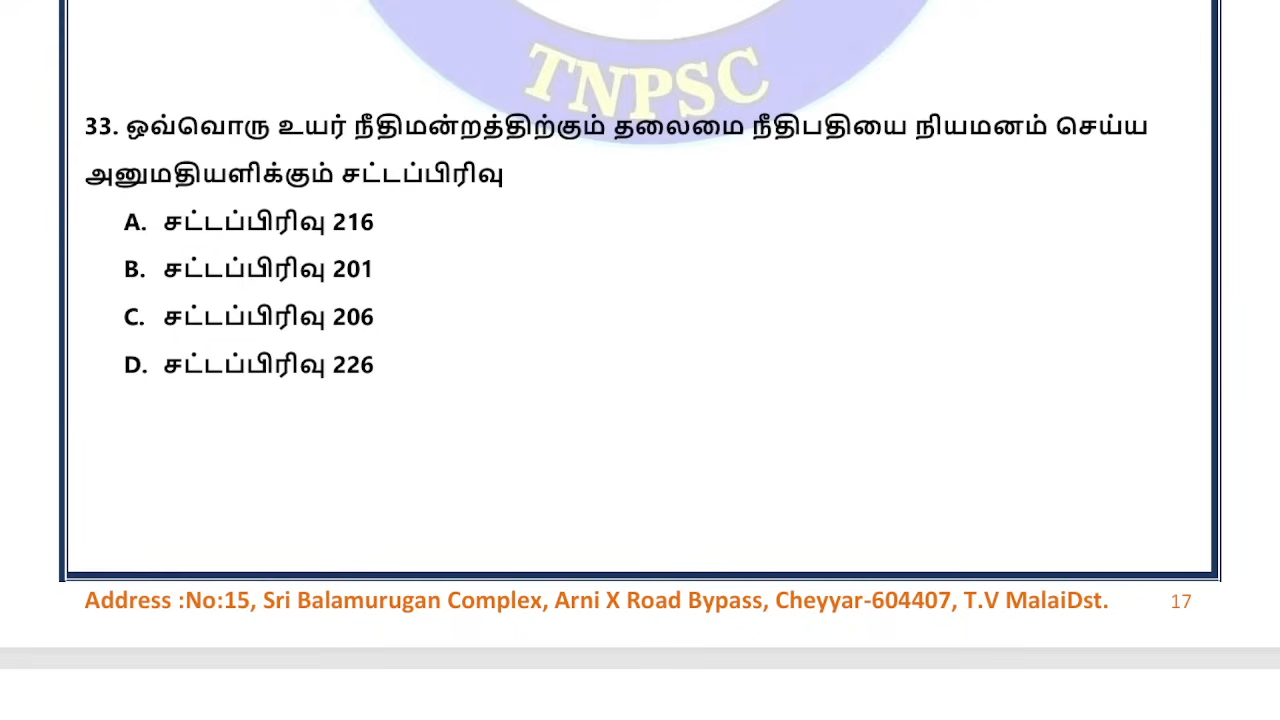 TNPSC
33. ஒவ்வொரு உயர் நீதிமன்றத்திற்கும் தலைமை நீதிபதியை நியமனம் செய்ய
அனுமதியளிக்கும் சட்டப்பிரிவு
A. சட்டப்பிரிவு 216
B. சட்டப்பிரிவு 201
C. சட்டப்பிரிவு 206
D. சட்டப்பிரிவு 226
Address :No:15, Sri Balamurugan Complex, Arni X Road Bypass, Cheyyar-604407, T.V MalaiDst. 17